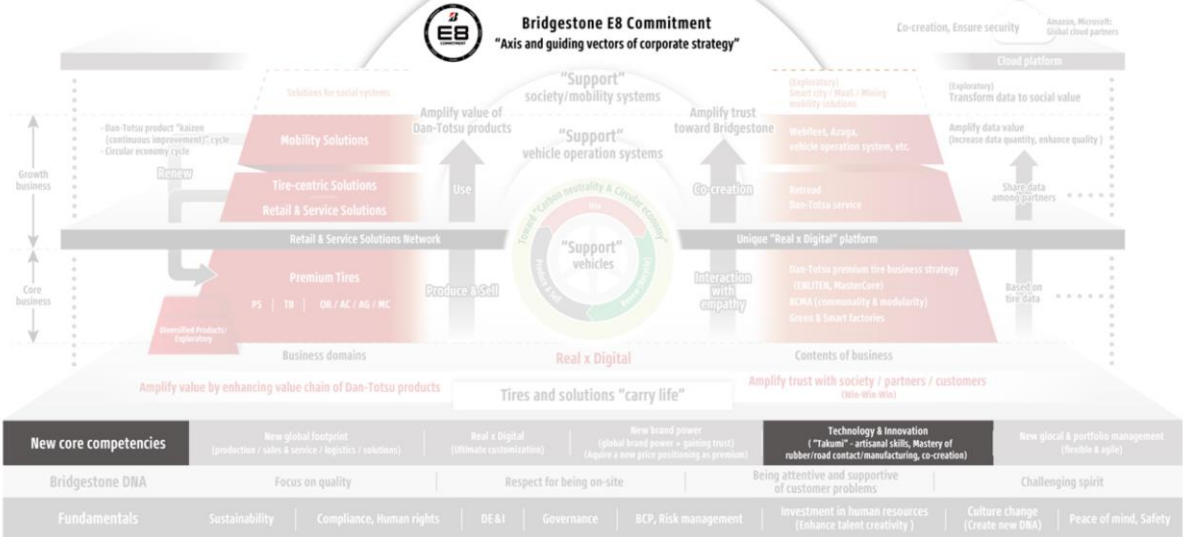 E8
COMMITMENT
Bridgestone E8 Commitment
"Axis and guiding vectors of corporate strategy"
Co-creation, Ensure security
Amazon, Microsoft:
Global cloud partners
Cloud platform
Solutions for social systems
"Support"
society/mobility systems
(Exploratory)
Smart city / MaaS / Mining
mobility solutions
(Exploratory)
Transform data to social value
Growth
business
- Dan-Totsu product "kaizen
(continuous improvement)" cycle
- Circular economy cycle
Renew
Mobility Solutions
Amplify value of
Dan-Totsu products
"Support"
vehicle operation systems
Amplify trust
toward Bridgestone
Webfleet, Azuga,
vehicle operation system, etc.
Amplify data value
(Increase data quantity, enhance quality )
Tire-centric Solutions
Retail & Service Solutions
Use
Co-creation
Retread
Dan-Totsu service
Share data
among partners
Retail & Service Solutions Network
Unique "Real x Digital" platform
Toward "Carbon neutrality & Circular economy"
Use
Produce & Sell
Renew (Recycle)
"Support"
vehicles
Core
business
Premium Tires
PS | TB | OR / AC / AG / MC
Diversified Products/
Exploratory
Produce & Sell
Interaction
with
empathy
Dan-Totsu premium tire business strategy
(ENLITEN, MasterCore)
BCMA (commonality & modularity)
Green & Smart factories
Based on
tire data
Business domains
Real x Digital
Contents of business
Amplify value by enhancing value chain of Dan-Totsu products
Tires and solutions "carry life"
Amplify trust with society / partners / customers
(Win-Win-Win)
New core competencies
New global footprint
(production / sales & service / logistics / solutions)
Real x Digital
(Ultimate customization)
New brand power
(global brand power + gaining trust)
(Aquire a new price positioning as premium)
Technology & Innovation
( "Takumi" - artisanal skills, Mastery of
rubber/road contact/manufacturing, co-creation)
New glocal & portfolio management
(flexible & agile)
Bridgestone DNA
Focus on quality
Respect for being on-site
Being attentive and supportive
of customer problems
Challenging spirit
Fundamentals
Sustainability
Compliance, Human rights
DE&I
Governance
BCP, Risk management
Investment in human resources
(Enhance talent creativity )
Culture change
(Create new DNA)
Peace of mind, Safety